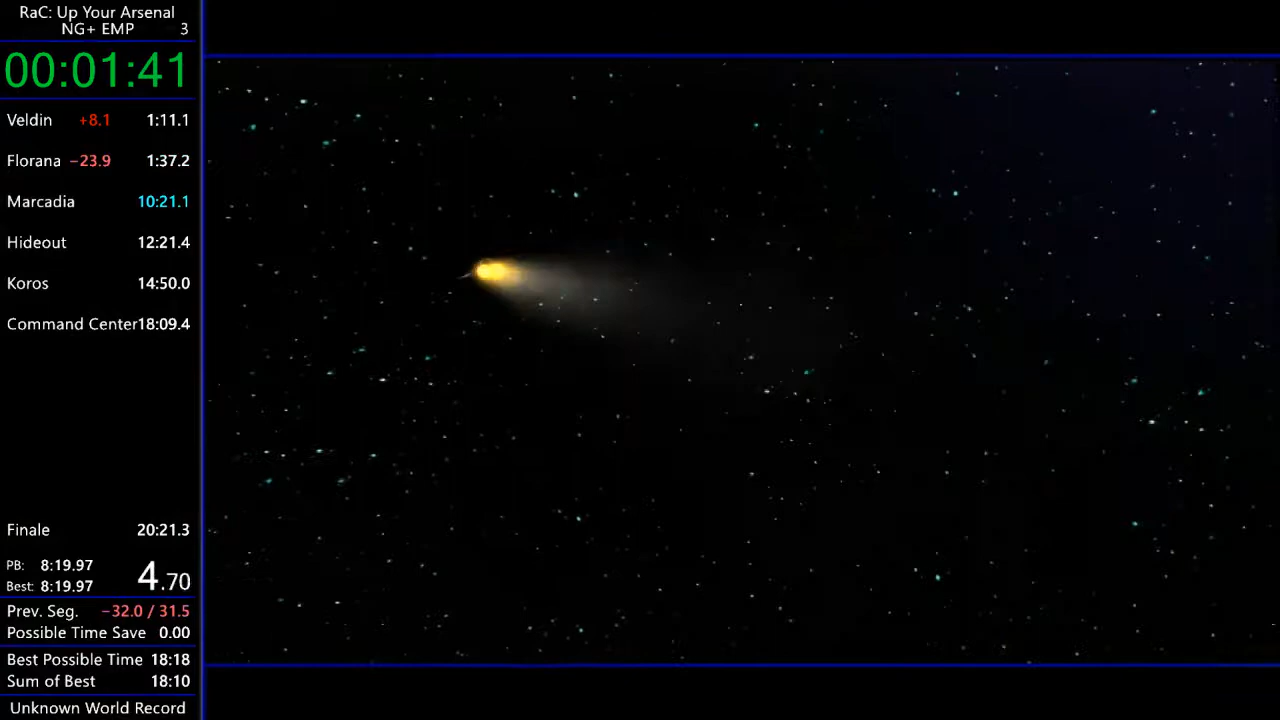 RaC: Up Your Arsenal
NG+ EMP 3
00:01:41
Veldin +8.1 1:11.1
Florana −23.9 1:37.2
Marcadia 10:21.1
Hideout 12:21.4
Koros 14:50.0
Command Center 18:09.4
Finale 20:21.3
PB: 8:19.97
Best: 8:19.97
4.70
Prev. Seg. −32.0 / 31.5
Possible Time Save 0.00
Best Possible Time 18:18
Sum of Best 18:10
Unknown World Record